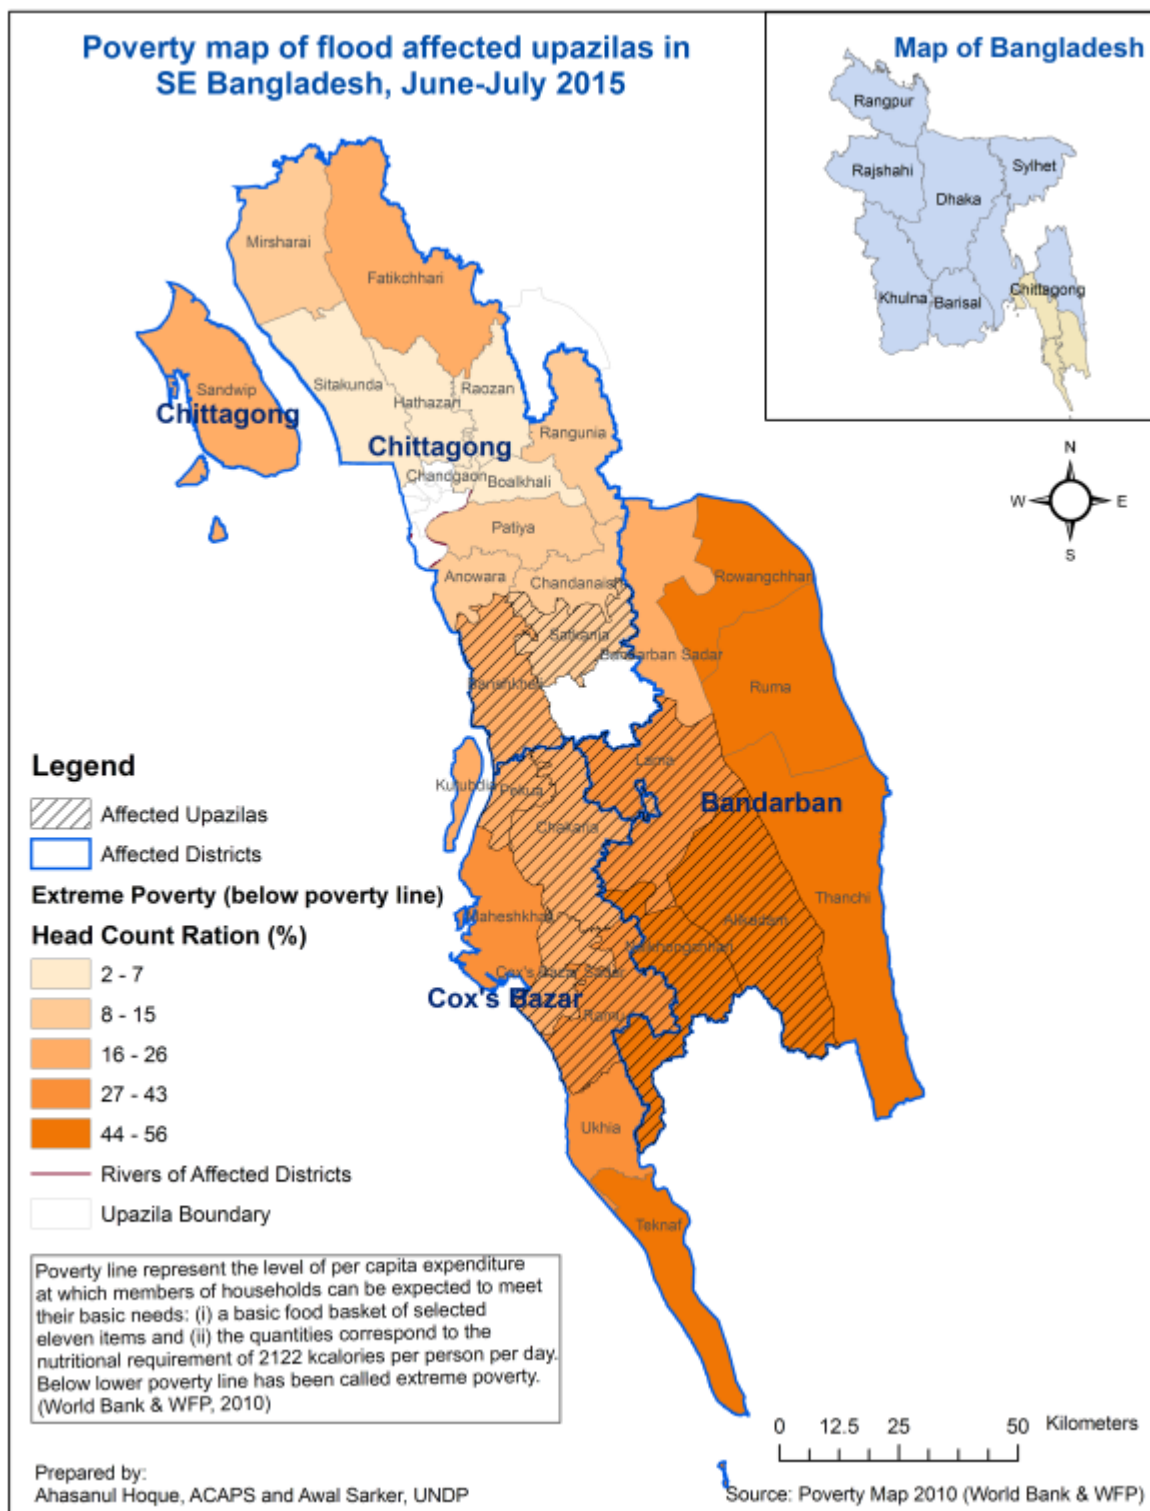 Poverty map of flood affected upazilas in
SE Bangladesh, June-July 2015
Map of Bangladesh
Rangpur
Rajshahi
Sylhet
Dhaka
Khulna
Barisal
Chittagong
N
W
E
S
Mirsharai
Fatikchhari
Sandwip
Chittagong
Sitakunda
Hathazari
Raozan
Chittagong
Rangunia
Chandgaon
Boalkhali
Patiya
Anowara
Chandanaish
Rowangchhari
Satkania
Bandarban Sadar
Banshkhali
Ruma
Lama
Kutubdia
Pekua
Bandarban
Chakaria
Thanchi
Maheshkhali
Alikadam
Naikhongchhari
Cox's Bazar Sadar
Cox's Bazar
Ramu
Ukhia
Teknaf
Legend
Affected Upazilas
Affected Districts
Extreme Poverty (below poverty line)
Head Count Ration (%)
2 - 7
8 - 15
16 - 26
27 - 43
44 - 56
Rivers of Affected Districts
Upazila Boundary
Poverty line represent the level of per capita expenditure
at which members of households can be expected to meet
their basic needs: (i) a basic food basket of selected
eleven items and (ii) the quantities correspond to the
nutritional requirement of 2122 kcalories per person per day.
Below lower poverty line has been called extreme poverty.
(World Bank & WFP, 2010)
0 12.5 25 50 Kilometers
Prepared by:
Ahasanul Hoque, ACAPS and Awal Sarker, UNDP
Source: Poverty Map 2010 (World Bank & WFP)